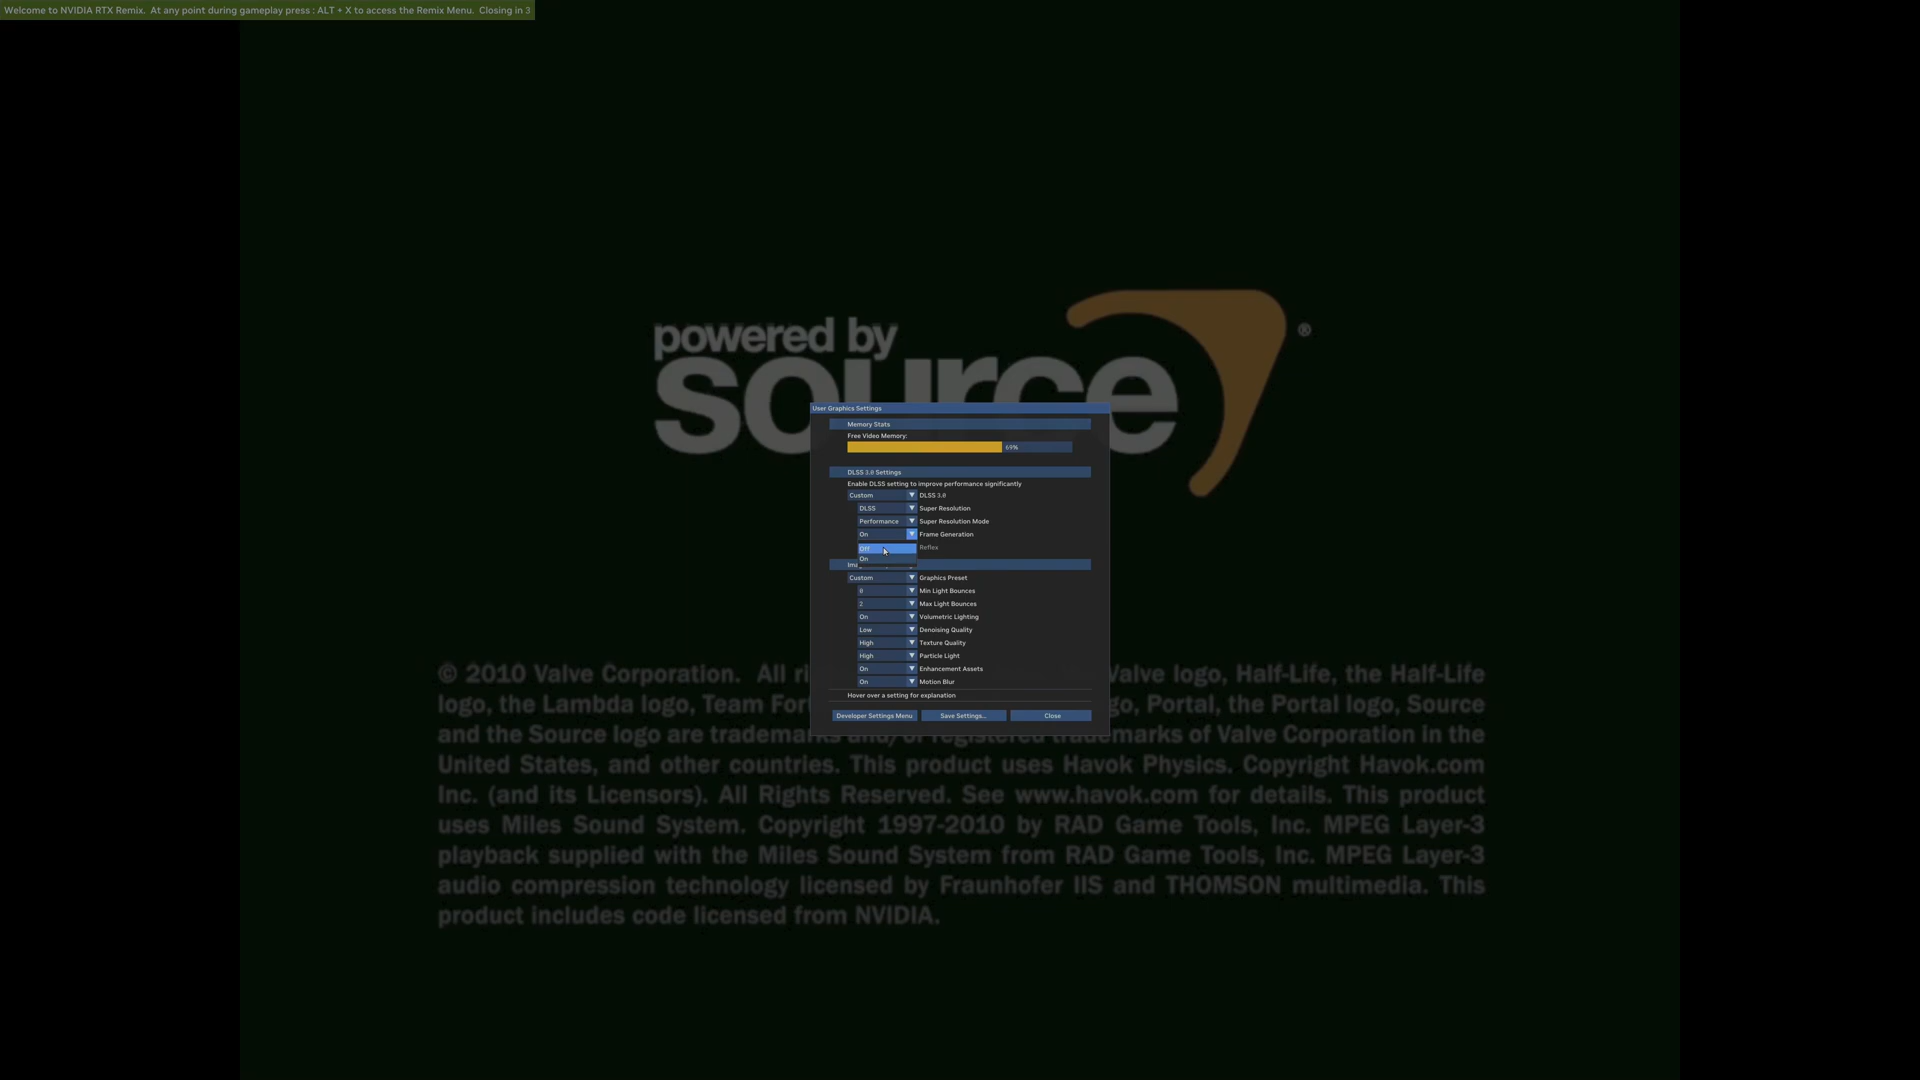 Welcome to NVIDIA RTX Remix. At any point during gameplay press : ALT + X to access the Remix Menu. Closing in 3
powered by
source
®
User Graphics Settings
Memory Stats
Free Video Memory:
69%
DLSS 3.0 Settings
Enable DLSS setting to improve performance significantly
Custom DLSS 3.0
DLSS Super Resolution
Performance Super Resolution Mode
On Frame Generation
Off Reflex
On
Custom Graphics Preset
0 Min Light Bounces
2 Max Light Bounces
On Volumetric Lighting
Low Denoising Quality
High Texture Quality
High Particle Light
On Enhancement Assets
On Motion Blur
Hover over a setting for explanation
Developer Settings Menu Save Settings... Close
© 2010 Valve Corporation. All Valve logo, Half-Life, the Half-Life
logo, the Lambda logo, Team Portal, the Portal logo, Source
and the Source logo are trademarks and/or registered trademarks of Valve Corporation in the
United States, and other countries. This product uses Havok Physics. Copyright Havok.com
Inc. (and its Licensors). All Rights Reserved. See www.havok.com for details. This product
uses Miles Sound System. Copyright 1997-2010 by RAD Game Tools, Inc. MPEG Layer-3
playback supplied with the Miles Sound System from RAD Game Tools, Inc. MPEG Layer-3
audio compression technology licensed by Fraunhofer IIS and THOMSON multimedia. This
product includes code licensed from NVIDIA.